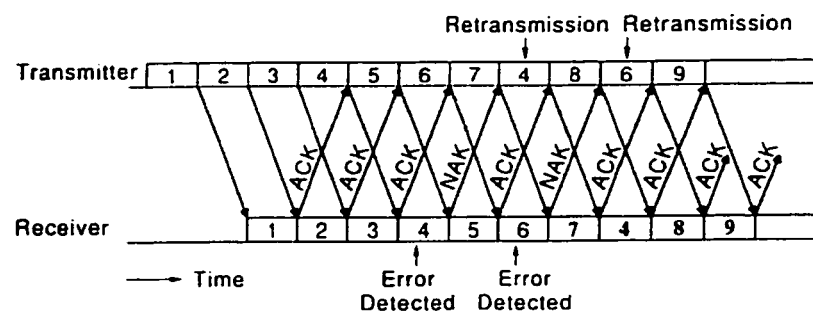 Retransmission Retransmission
Transmitter 1 2 3 4 5 6 7 4 8 6 9
ACK ACK ACK NAK ACK NAK ACK ACK ACK ACK
Receiver 1 2 3 4 5 6 7 4 8 9
Time Error Error
Detected Detected